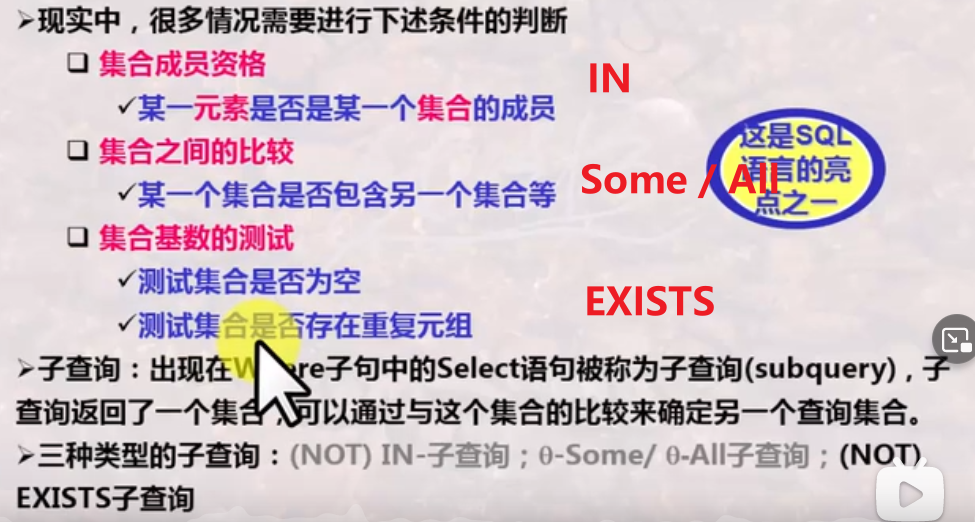 ➢现实中，很多情况需要进行下述条件的判断
❑ 集合成员资格
IN
✓某一元素是否是某一个集合的成员
❑ 集合之间的比较
✓某一个集合是否包含另一个集合等
Some / All
这是SQL
语言的亮
点之一
❑ 集合基数的测试
✓测试集合是否为空
EXISTS
✓测试集合是否存在重复元组
➢子查询：出现在Where子句中的Select语句被称为子查询(subquery)，子
查询返回了一个集合，可以通过与这个集合的比较来确定另一个查询集合。
➢三种类型的子查询：(NOT) IN-子查询；θ-Some/ θ-All子查询；(NOT)
EXISTS子查询